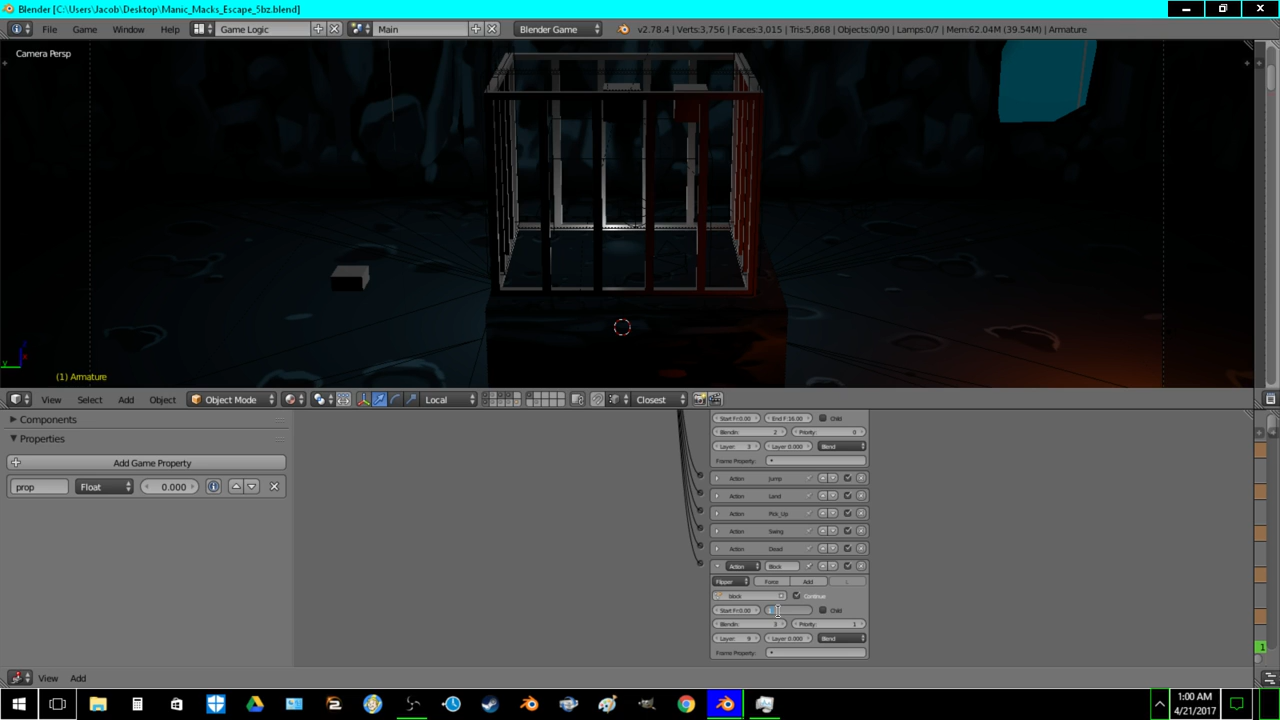 Blender [C:\Users\Jacob\Desktop\Manic_Macks_Escape_5bz.blend]
File Game Window Help Game Logic Main Blender Game v2.78.4 | Verts:3,756 | Faces:3,015 | Tris:5,868 | Objects:0/90 | Lamps:0/7 | Mem:62.04M (39.54M) | Armature
Camera Persp
(1) Armature
View Select Add Object Object Mode Local Closest
Components
Properties
Add Game Property
prop Float 0.000
Start Fr:0.00 End F:16.00 Child
Blendin: 2 Priority: 0
Layer: 3 Layer 0.000 Blend
Frame Property:
Action Jump
Action Land
Action Pick_Up
Action Swing
Action Dead
Action Block
Flipper Force Add
block Continue
Start Fr:0.00 Child
Blendin: 3 Priority: 1
Layer: 9 Layer 0.000 Blend
Frame Property:
1
View Add
1:00 AM
4/21/2017